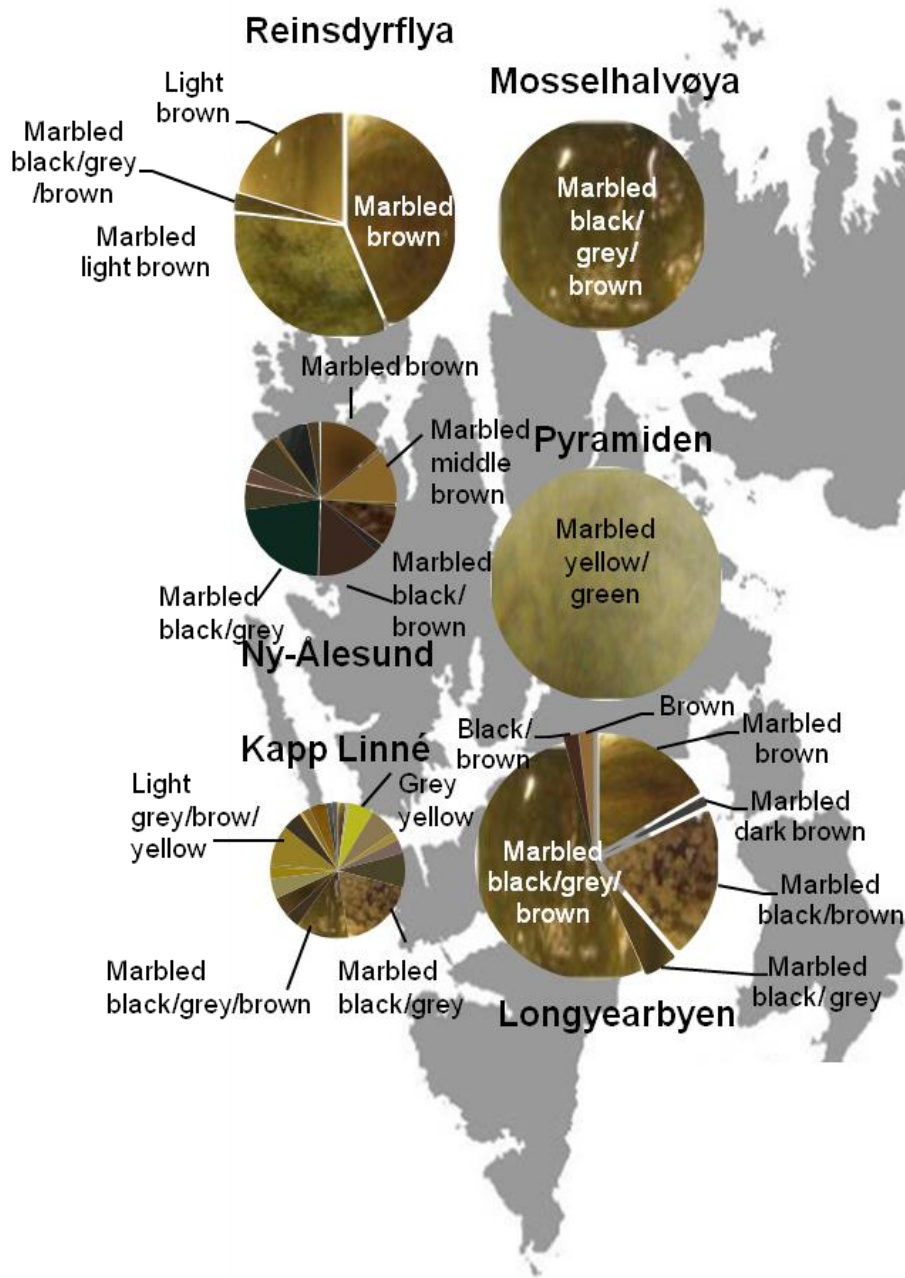 Reinsdyrflya
Light
brown
Marbled
black/grey
/brown
Marbled
light brown
Marbled
brown
Mosselhalvøya
Marbled
black/
grey/
brown
Marbled brown
Marbled
middle
brown
Marbled
black/
brown
Marbled
black/grey
Ny-Ålesund
Pyramiden
Marbled
yellow/
green
Kapp Linné
Light
grey/brow/
yellow
Grey
yellow
Marbled
black/grey/brown
Marbled
black/grey
Black/
brown
Brown
Marbled
brown
Marbled
dark brown
Marbled
black/brown
Marbled
black/grey
Marbled
black/grey/
brown
Longyearbyen